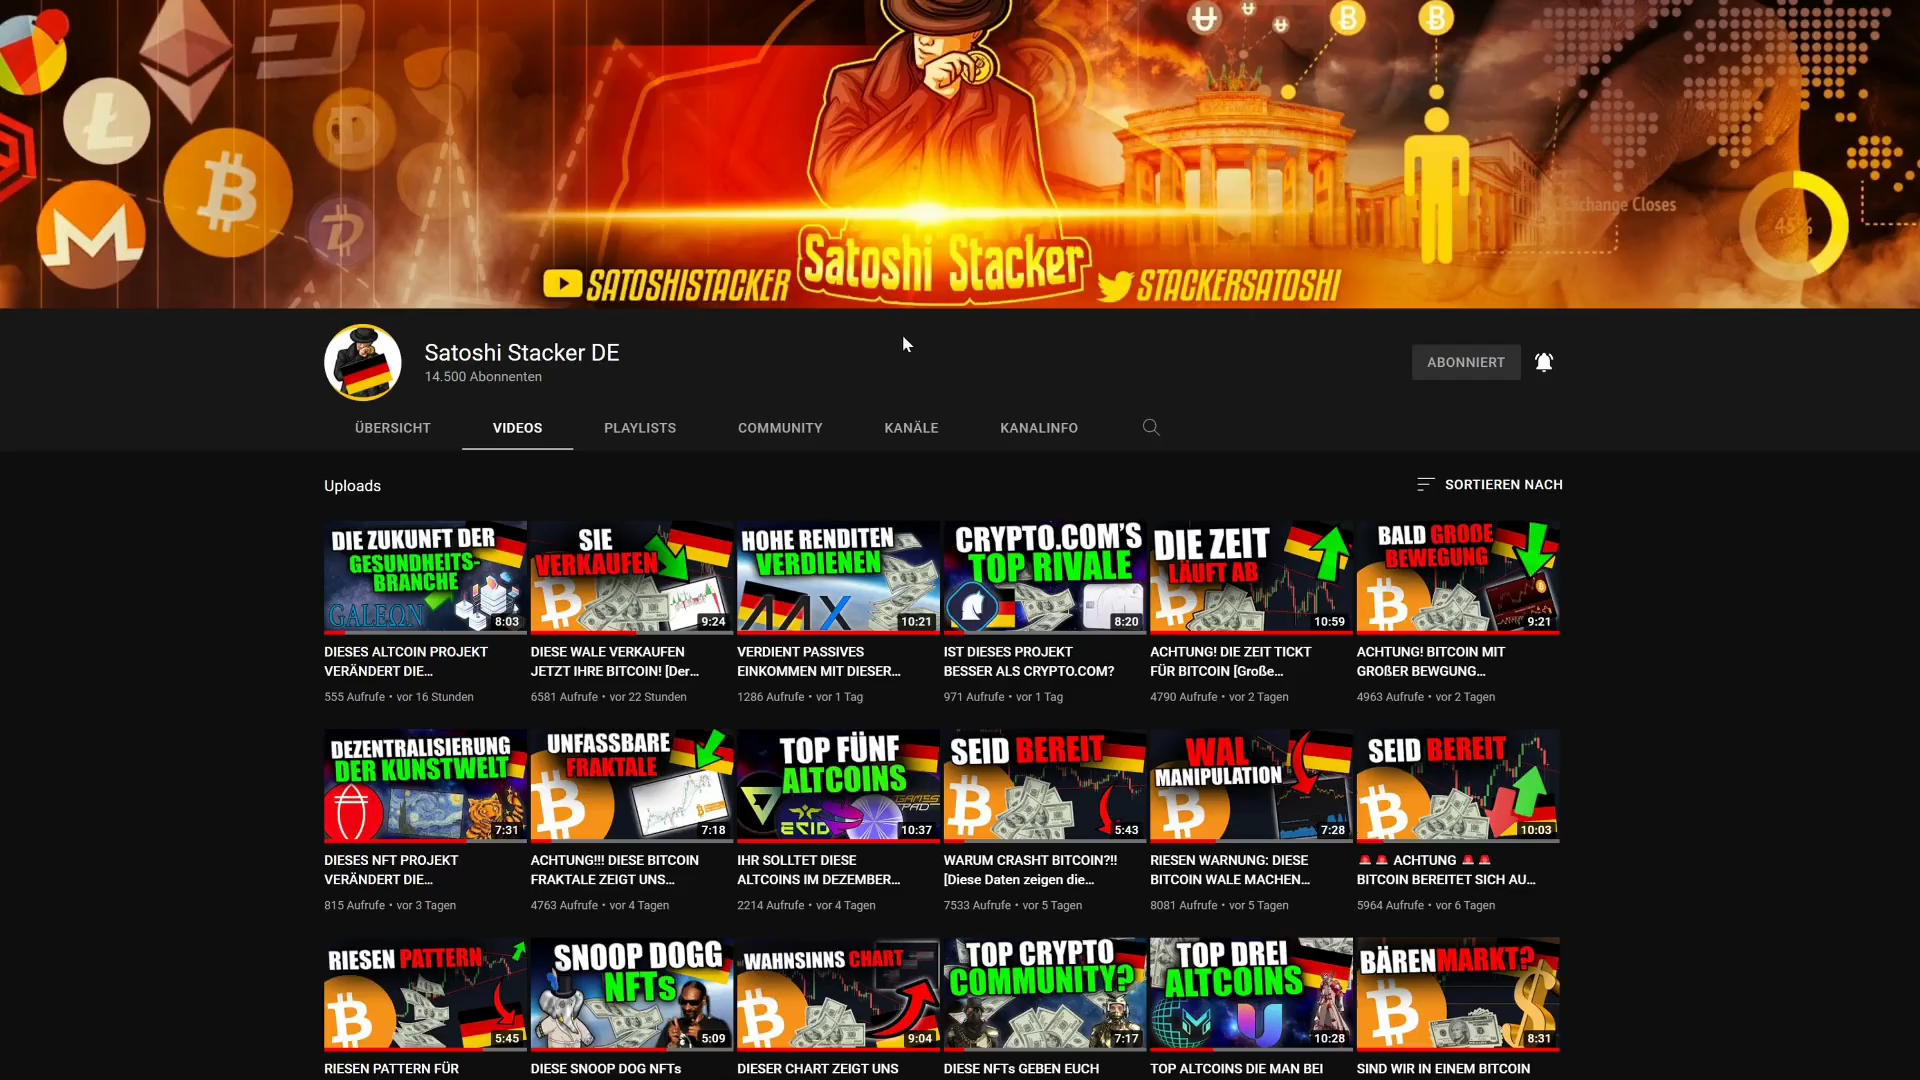 Exchange Closes
45%
SATOSHISTACKER
Satoshi Stacker
STACKERSATOSHI
Satoshi Stacker DE
14.500 Abonnenten
ABONNIERT
ÜBERSICHT
VIDEOS
PLAYLISTS
COMMUNITY
KANÄLE
KANALINFO
Uploads
SORTIEREN NACH
DIE ZUKUNFT DER
GESUNDHEITS-
BRANCHE
GALEON
8:03
SIE
VERKAUFEN
9:24
HOHE RENDITEN
VERDIENEN
AAX
10:21
CRYPTO.COM'S
TOP RIVALE
8:20
DIE ZEIT
LÄUFT AB
10:59
BALD GROßE
BEWEGUNG
9:21
DIESES ALTCOIN PROJEKT
VERÄNDERT DIE...
555 Aufrufe • vor 16 Stunden
DIESE WALE VERKAUFEN
JETZT IHRE BITCOIN! [Der...
6581 Aufrufe • vor 22 Stunden
VERDIENT PASSIVES
EINKOMMEN MIT DIESER...
1286 Aufrufe • vor 1 Tag
IST DIESES PROJEKT
BESSER ALS CRYPTO.COM?
971 Aufrufe • vor 1 Tag
ACHTUNG! DIE ZEIT TICKT
FÜR BITCOIN [Große...
4790 Aufrufe • vor 2 Tagen
ACHTUNG! BITCOIN MIT
GROßER BEWGUNG...
4963 Aufrufe • vor 2 Tagen
DEZENTRALISIERUNG
DER KUNSTWELT
7:31
UNFASSBARE
FRAKTALE
7:18
TOP FÜNF
ALTCOINS
10:37
SEID BEREIT
5:43
WAL
MANIPULATION
7:28
SEID BEREIT
10:03
DIESES NFT PROJEKT
VERÄNDERT DIE...
815 Aufrufe • vor 3 Tagen
ACHTUNG!!! DIESE BITCOIN
FRAKTALE ZEIGT UNS...
4763 Aufrufe • vor 4 Tagen
IHR SOLLTET DIESE
ALTCOINS IM DEZEMBER...
2214 Aufrufe • vor 4 Tagen
WARUM CRASHT BITCOIN?!!
[Diese Daten zeigen die...
7533 Aufrufe • vor 5 Tagen
RIESEN WARNUNG: DIESE
BITCOIN WALE MACHEN...
8081 Aufrufe • vor 5 Tagen
🚨🚨 ACHTUNG 🚨🚨
BITCOIN BEREITET SICH AU...
5964 Aufrufe • vor 6 Tagen
RIESEN PATTERN
5:45
SNOOP DOGG
NFTs
5:09
WAHNSINNS CHART
9:04
TOP CRYPTO
COMMUNITY?
7:17
TOP DREI
ALTCOINS
10:28
BÄRENMARKT?
8:31
RIESEN PATTERN FÜR
DIESE SNOOP DOG NFTs
DIESER CHART ZEIGT UNS
DIESE NFTs GEBEN EUCH
TOP ALTCOINS DIE MAN BEI
SIND WIR IN EINEM BITCOIN